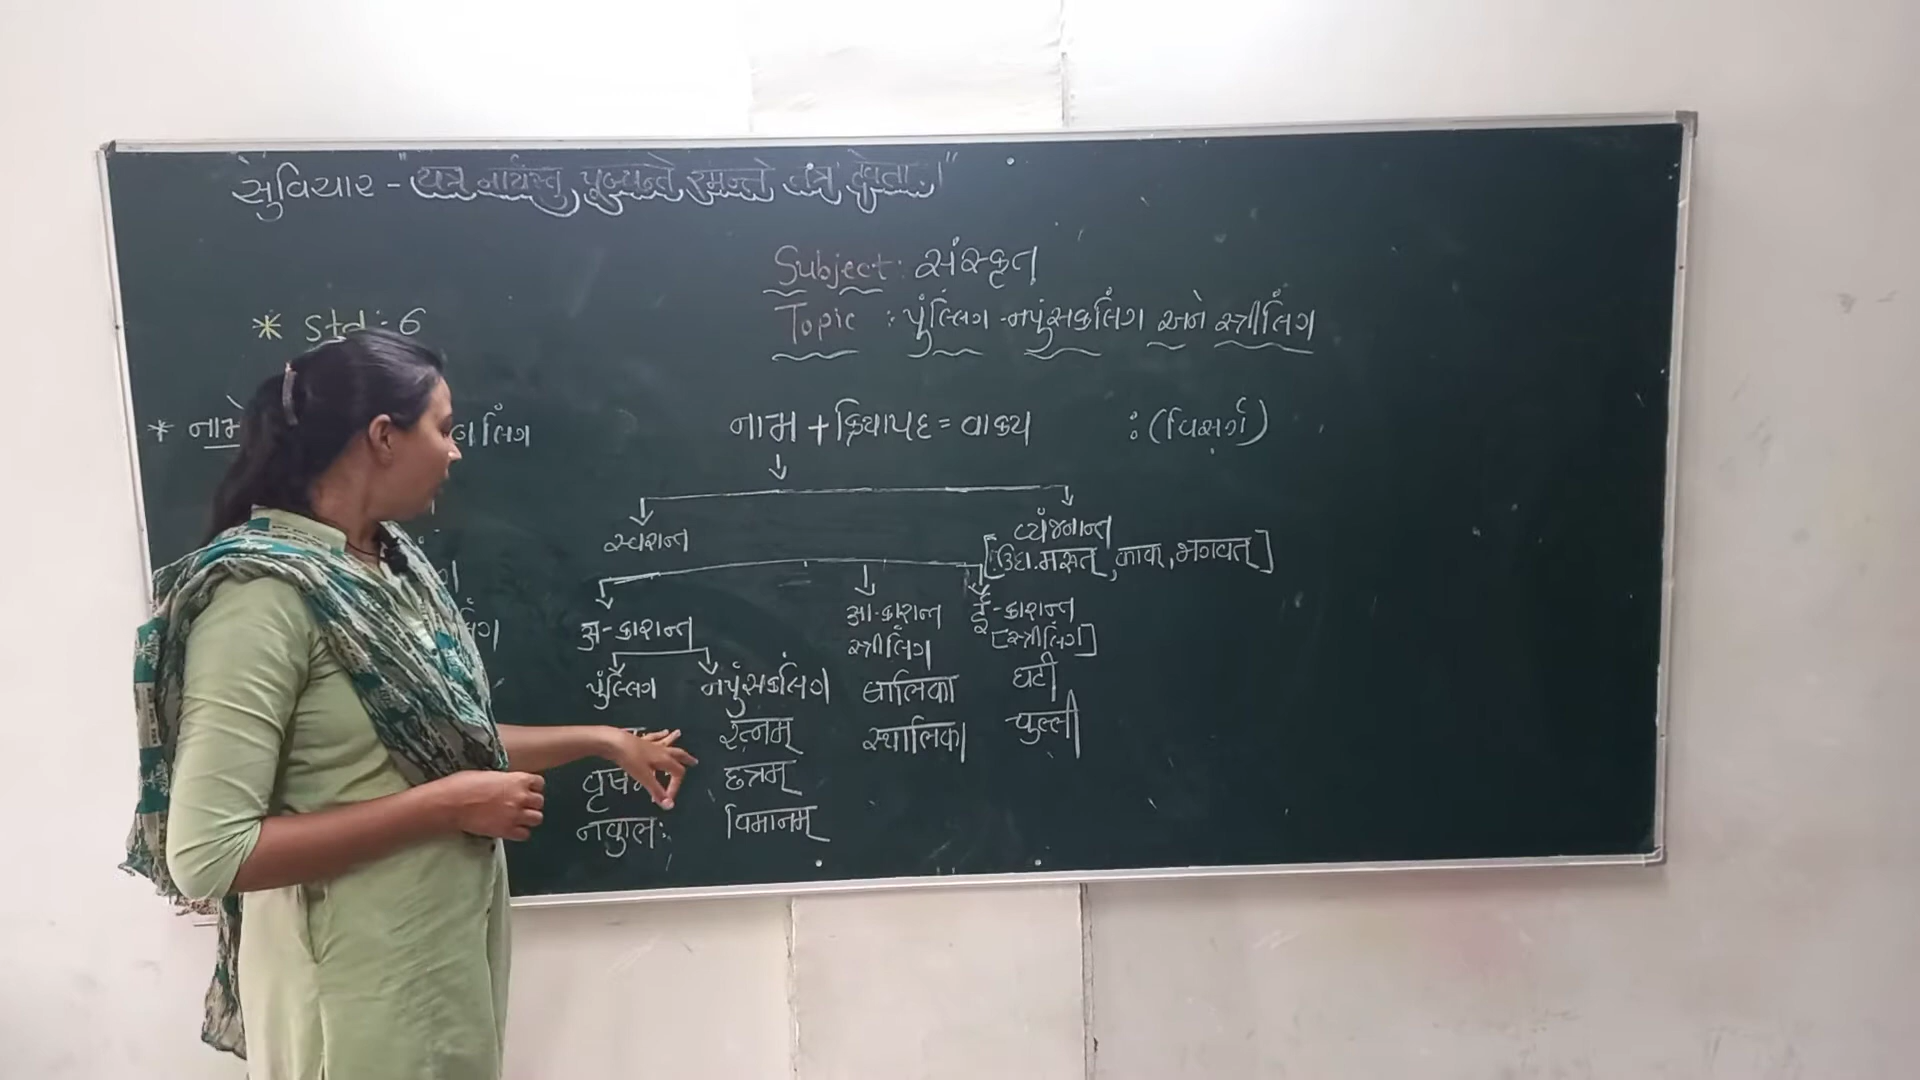 સુવિચાર - "यत्र नार्यस्तु पूज्यन्ते रमन्ते तत्र देवता:।"
Subject: સંસ્કૃત
* Std:- 6
Topic : પુંલ્લિંગ -નપુંસકલિંગ અને સ્ત્રીલિંગ
* નામ
લિંગ
નામ + ક્રિયાપદ = વાક્ય : (વિસર્ગ)
સ્વરાન્ત વ્યંજનાન્ત
[ઉદા. मरुत्, वाक्, भगवत्]
अ-કારાન્ત आ-કારાન્ત ई-કારાન્ત
સ્ત્રીલિંગ [સ્ત્રીલિંગ]
પુંલ્લિંગ નપુંસકલિંગ बालिका घटी
रत्नम् स्थालिका चुल्ली
छत्रम्
नकुल: विमानम्